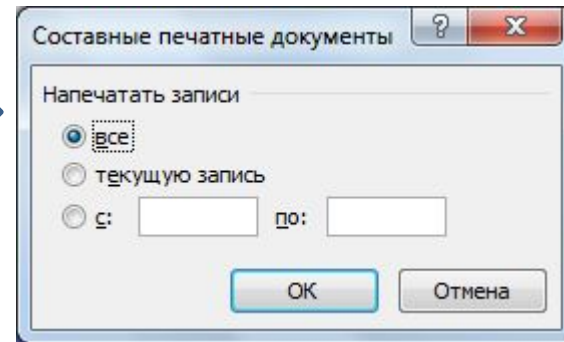 Составные печатные документы
Напечатать записи
все
текущую запись
с: по:
ОК Отмена